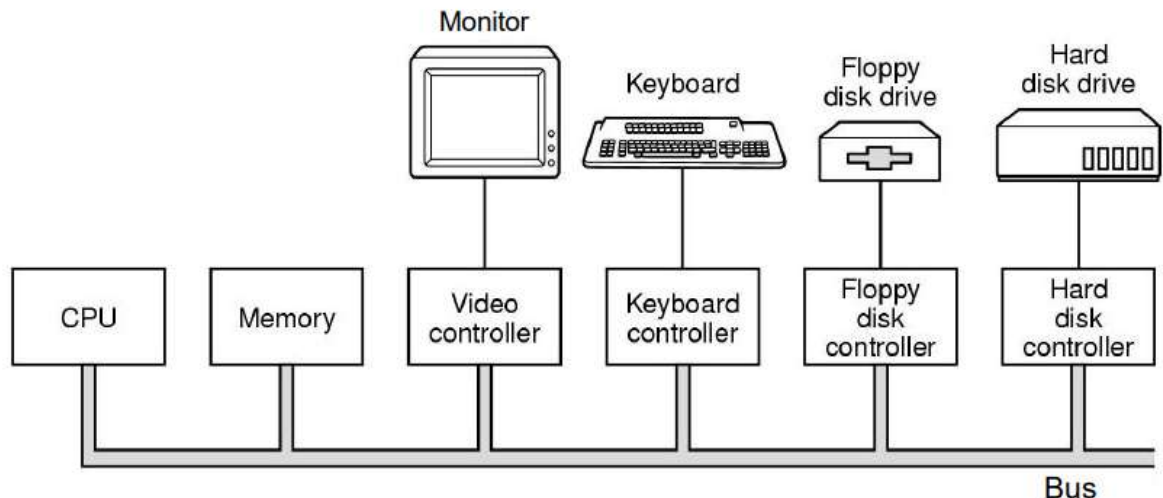 Monitor
Keyboard
Floppy
disk drive
Hard
disk drive
CPU
Memory
Video
controller
Keyboard
controller
Floppy
disk
controller
Hard
disk
controller
Bus